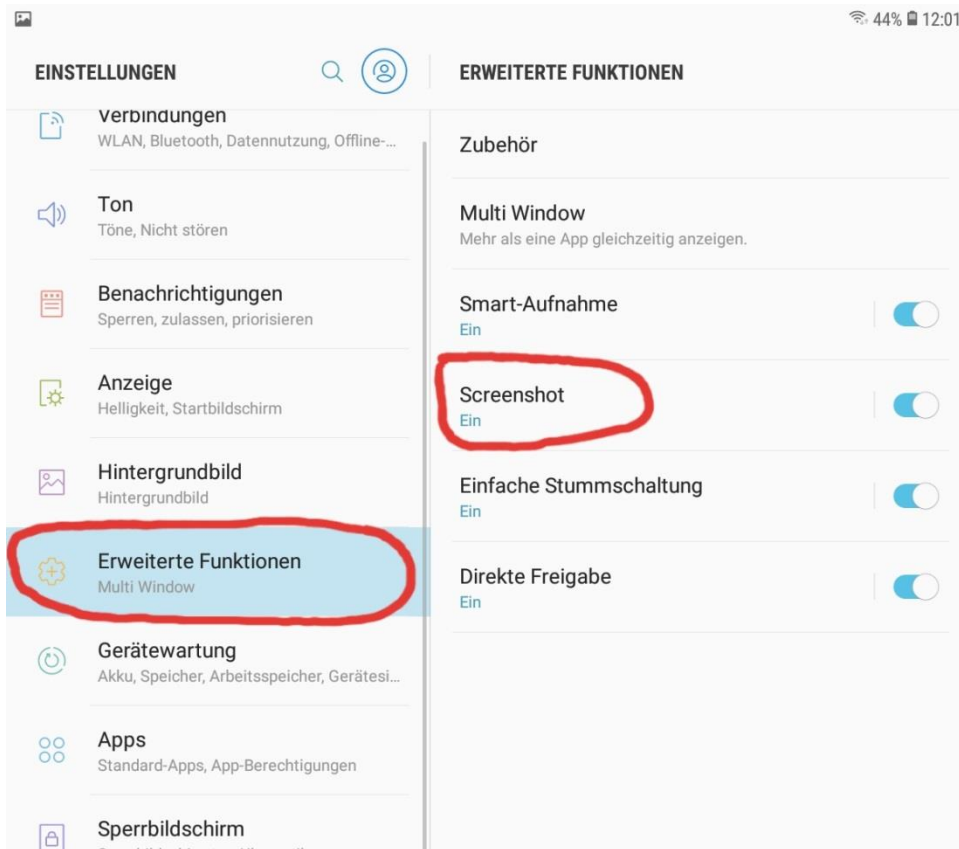 44% 12:01
EINSTELLUNGEN
Verbindungen
WLAN, Bluetooth, Datennutzung, Offline-...
Ton
Töne, Nicht stören
Benachrichtigungen
Sperren, zulassen, priorisieren
Anzeige
Helligkeit, Startbildschirm
Hintergrundbild
Hintergrundbild
Erweiterte Funktionen
Multi Window
Gerätewartung
Akku, Speicher, Arbeitsspeicher, Gerätesi...
Apps
Standard-Apps, App-Berechtigungen
Sperrbildschirm
ERWEITERTE FUNKTIONEN
Zubehör
Multi Window
Mehr als eine App gleichzeitig anzeigen.
Smart-Aufnahme
Ein
Screenshot
Ein
Einfache Stummschaltung
Ein
Direkte Freigabe
Ein